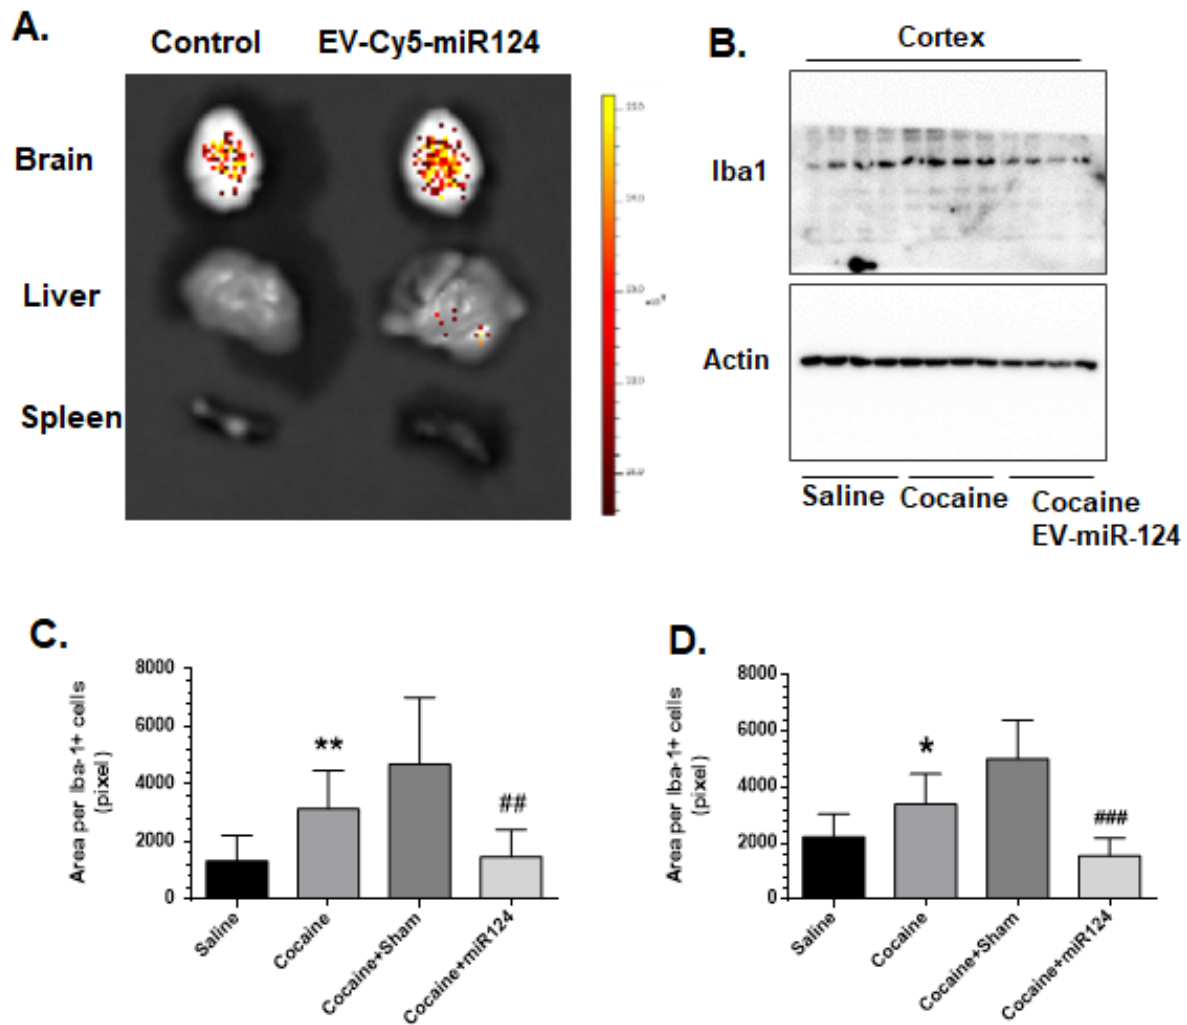 A.
Control EV-Cy5-miR124
Brain
Liver
Spleen
B.
Cortex
Iba1
Actin
Saline Cocaine Cocaine
EV-miR-124
C.
Area per Iba-1+ cells
(pixel)
8000
6000
4000
2000
0
**
##
Saline
Cocaine
Cocaine+Sham
Cocaine+miR124
D.
Area per Iba-1+ cells
(pixel)
8000
6000
4000
2000
0
*
###
Saline
Cocaine
Cocaine+Sham
Cocaine+miR124